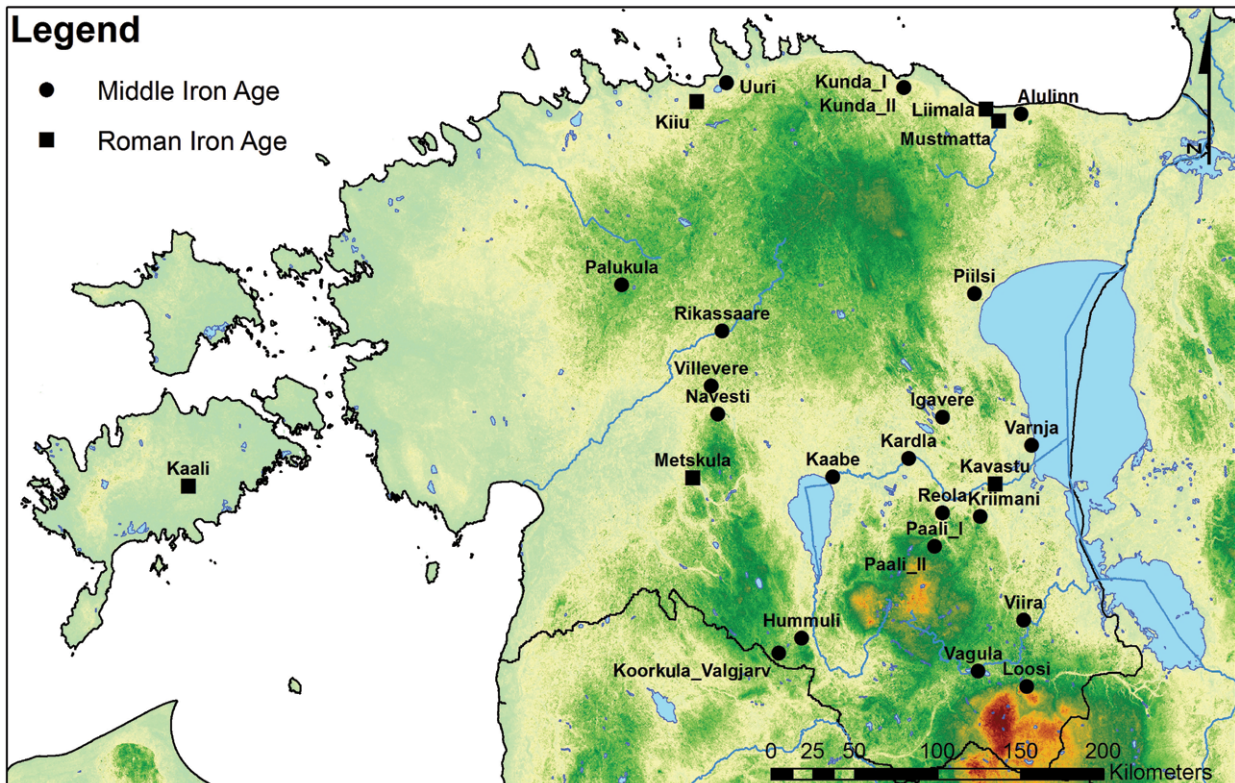 Legend
Middle Iron Age
Roman Iron Age
Uuri
Kiiu
Kunda_I
Kunda_II
Liimala
Alulinn
Mustmatta
N
Palukula
Piilsi
Rikassaare
Villevere
Navesti
Igavere
Varnja
Kardla
Kaali
Metskula
Kaabe
Kavastu
Reola
Kriimani
Paali_I
Paali_II
Viira
Hummuli
Koorkula_Valgjarv
Vagula
Loosi
0 25 50 100 150 200
Kilometers